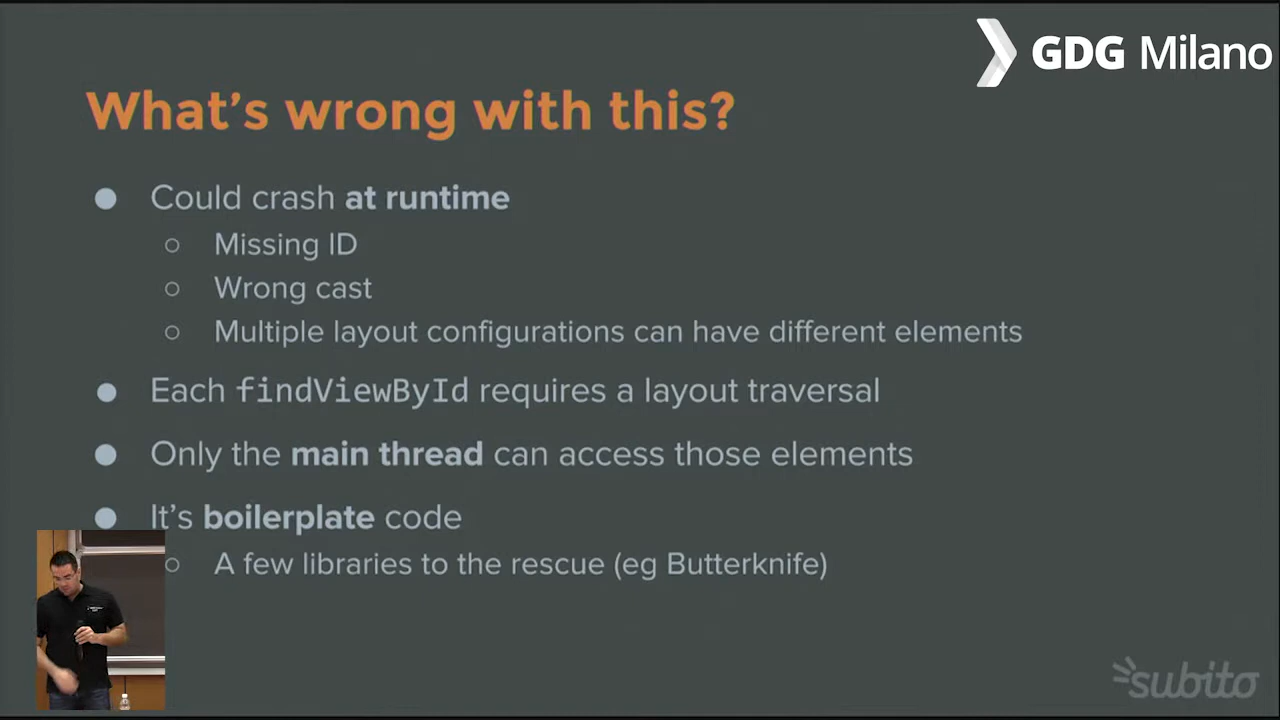 GDG Milano
What's wrong with this?
● Could crash at runtime
○ Missing ID
○ Wrong cast
○ Multiple layout configurations can have different elements
● Each findViewById requires a layout traversal
● Only the main thread can access those elements
● It's boilerplate code
○ A few libraries to the rescue (eg Butterknife)
subito